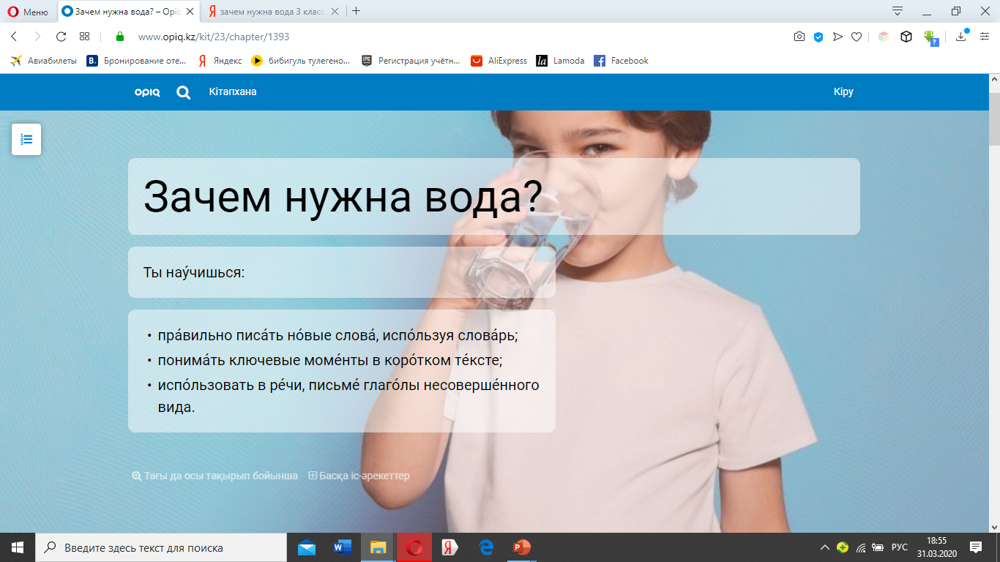 Меню
Зачем нужна вода? – Opiq
зачем нужна вода 3 класс
www.opiq.kz/kit/23/chapter/1393
Авиабилеты
B.
Бронирование оте...
Я
Яндекс
бибигуль тулегено...
EPIC
Регистрация учётн...
AliExpress
la
Lamoda
Facebook
opiq
Кітапхана
Кіру
Зачем нужна вода?
Ты нау́чишься:
• пра́вильно писа́ть но́вые слова́, испо́льзуя слова́рь;
• понима́ть ключевые моме́нты в коро́тком те́ксте;
• испо́льзовать в ре́чи, письме́ глаго́лы несоверше́нного
вида.
Тағы да осы тақырып бойынша
Басқа іс-әрекеттер
Введите здесь текст для поиска
РУС
18:55
31.03.2020